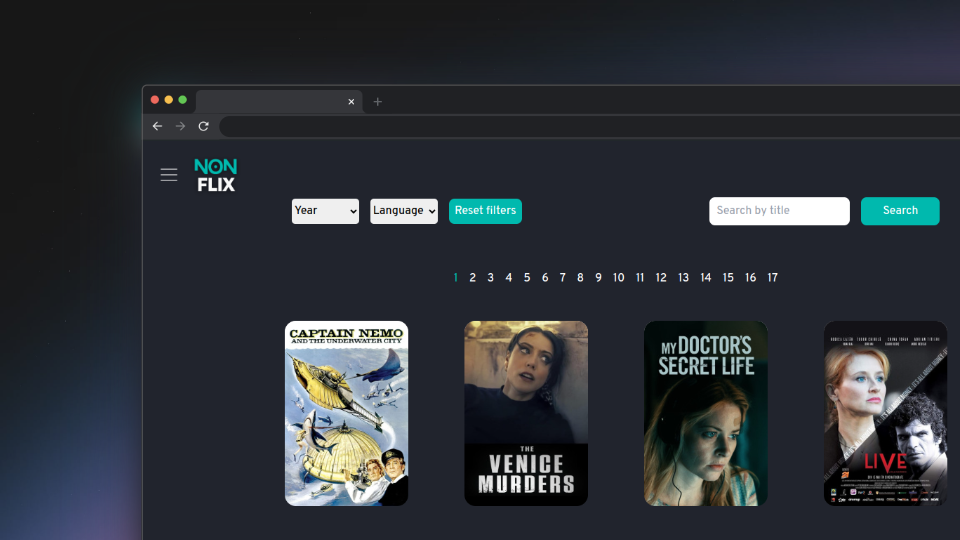 NON
FLIX
Year
Language
Reset filters
Search by title
Search
1 2 3 4 5 6 7 8 9 10 11 12 13 14 15 16 17
CAPTAIN NEMO
AND THE UNDERWATER CITY
THE
VENICE
MURDERS
MY DOCTOR'S
SECRET LIFE
LIVE